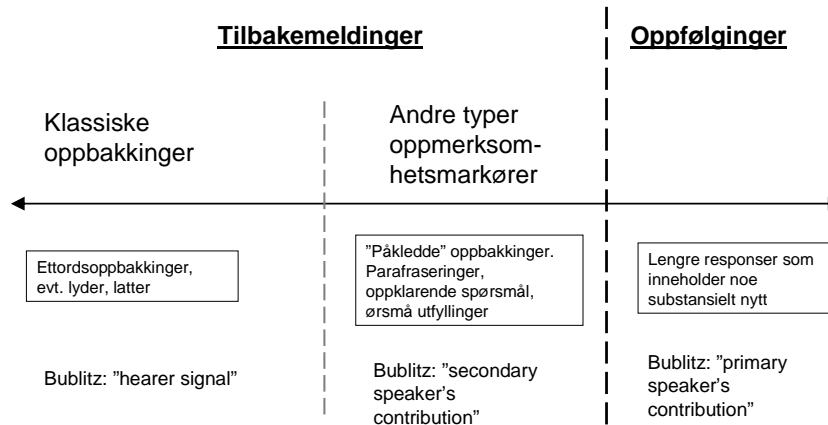 Tilbakemeldinger
Oppfølginger
Klassiske
oppbakkinger
Andre typer
oppmerksom-
hetsmarkører
Ettordsoppbakkinger,
evt. lyder, latter
”Påkledde” oppbakkinger.
Parafraseringer,
oppklarende spørsmål,
ørsmå utfyllinger
Lengre responser som
inneholder noe
substansielt nytt
Bublitz: ”hearer signal”
Bublitz: ”secondary
speaker’s
contribution”
Bublitz: ”primary
speaker’s
contribution”